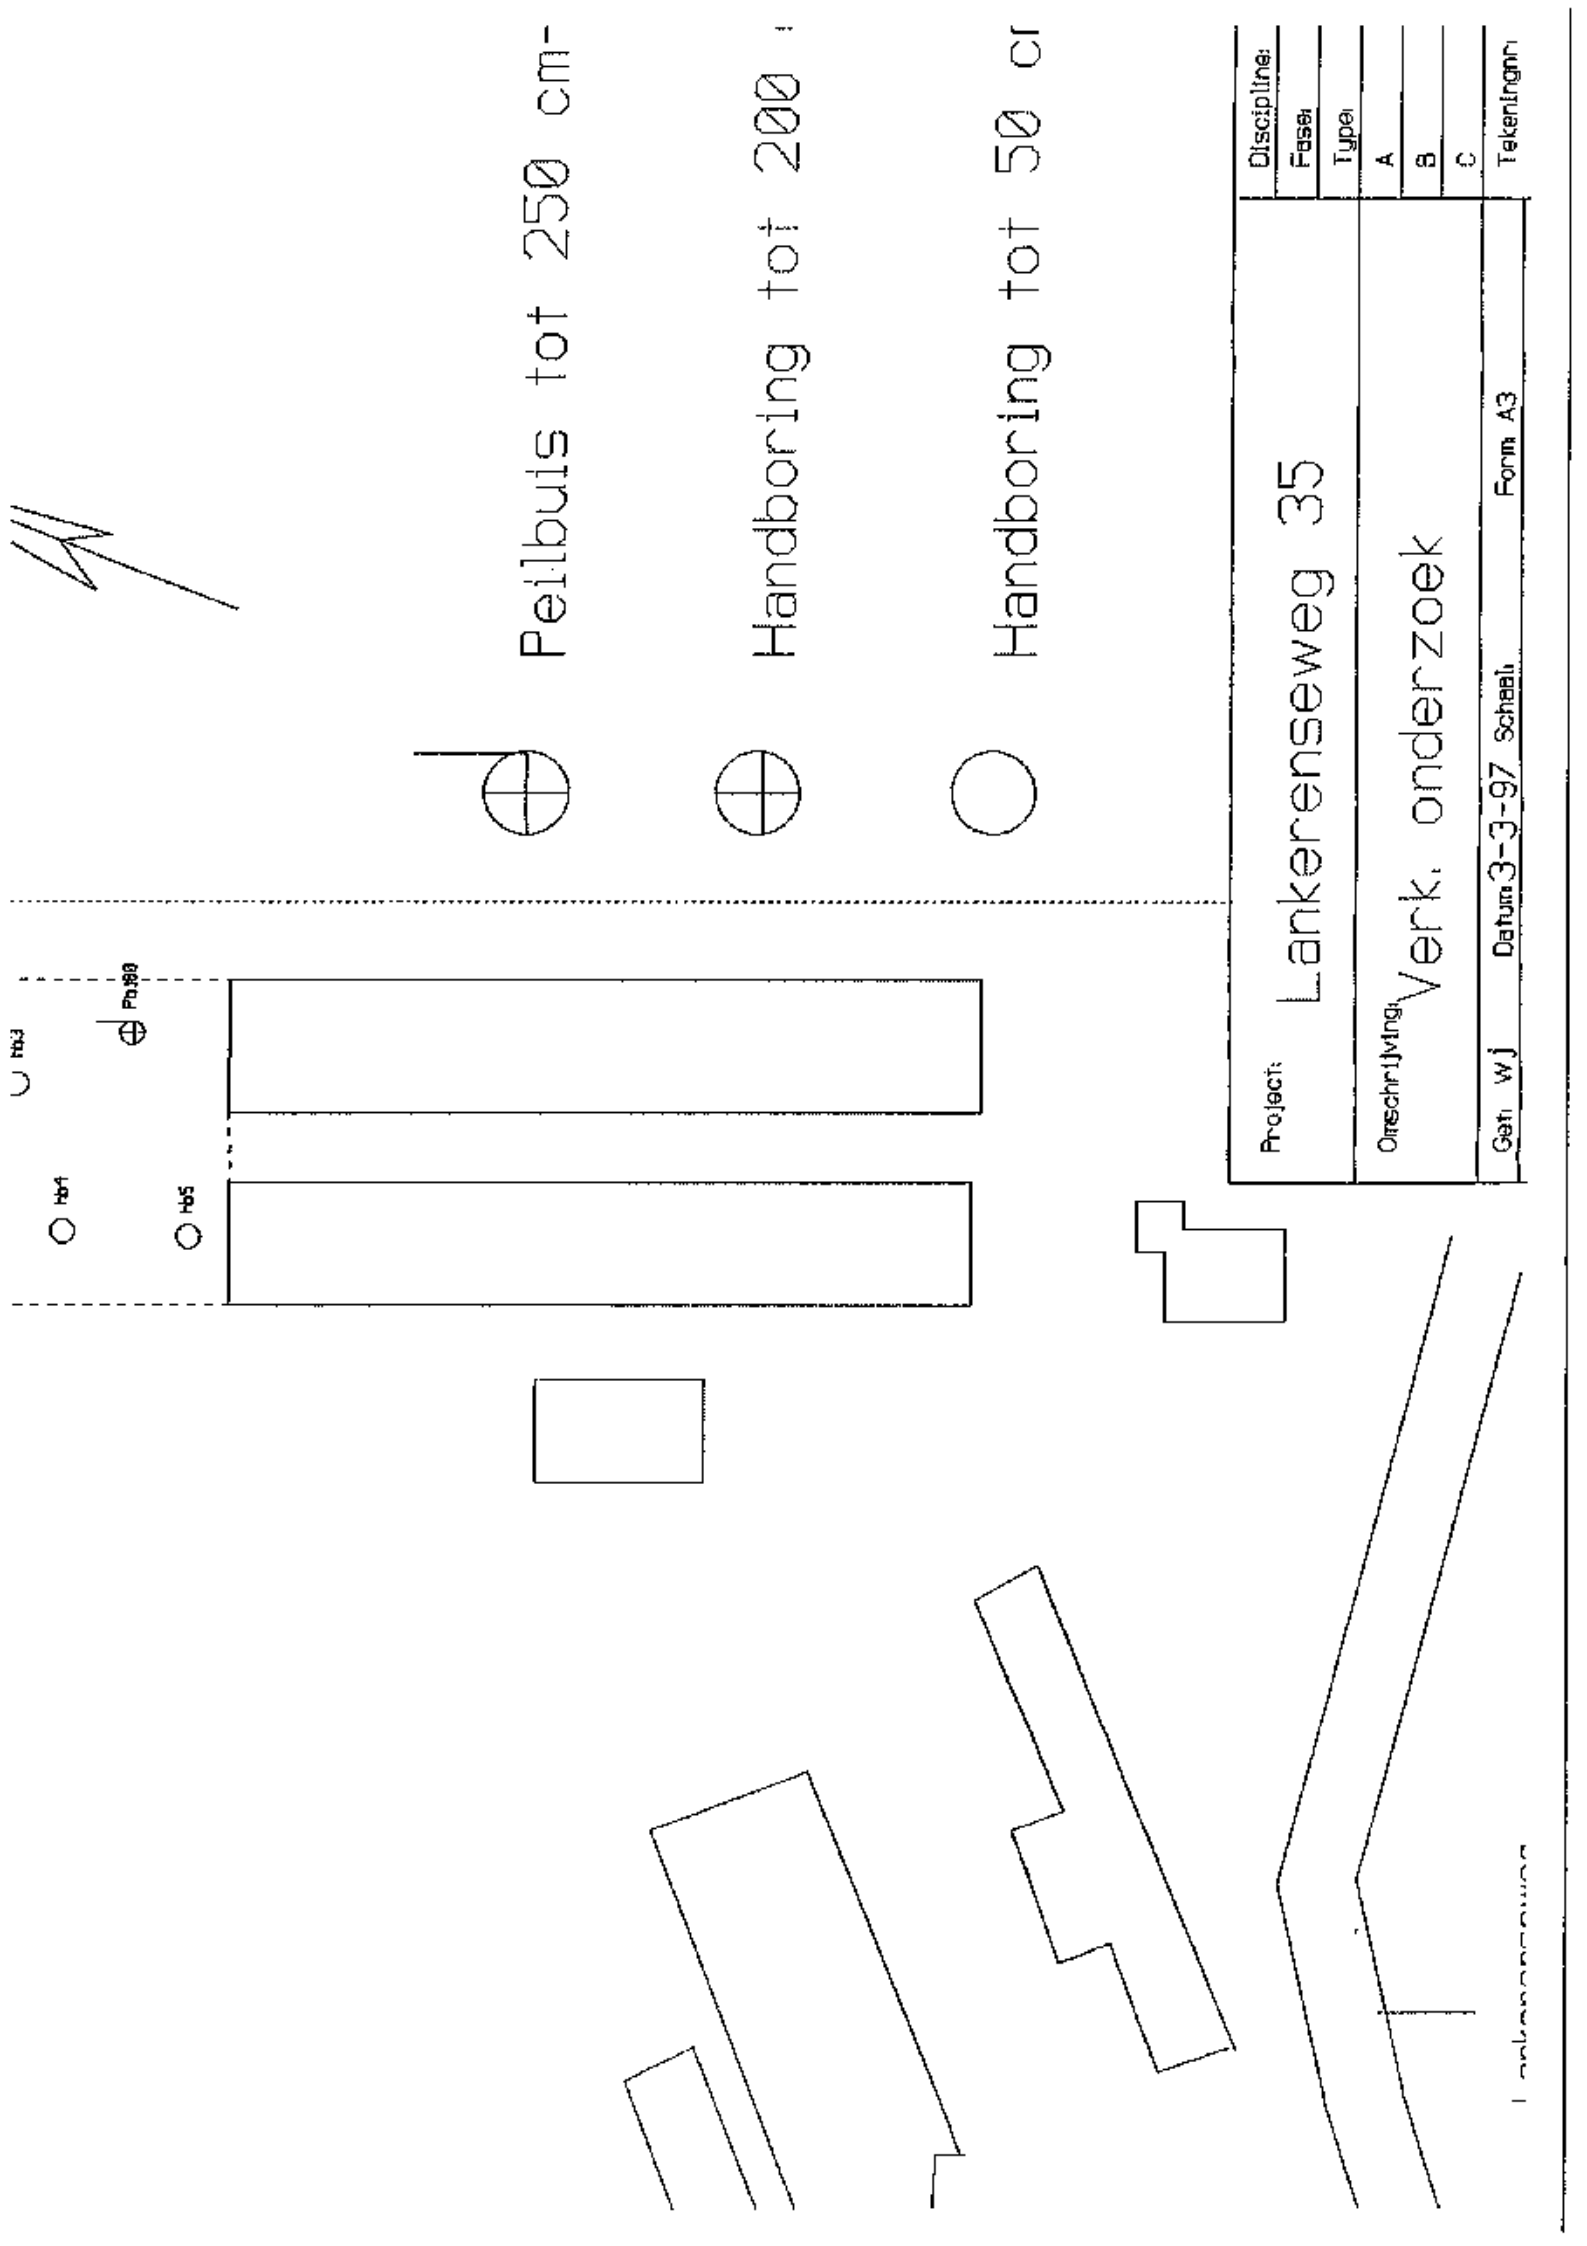 Peilbuis tot 250 cm-
Handboring tot 200
Handboring tot 50
Hb3
Hb4
Hb5
Project:
Lankerenseweg 35
Omschrijving:
Verk. onderzoek
Get: wj Datum: 3-3-97 Schaal: Form: A3
Discipline:
Fase:
Type:
A
B
C
Tekeningnr: